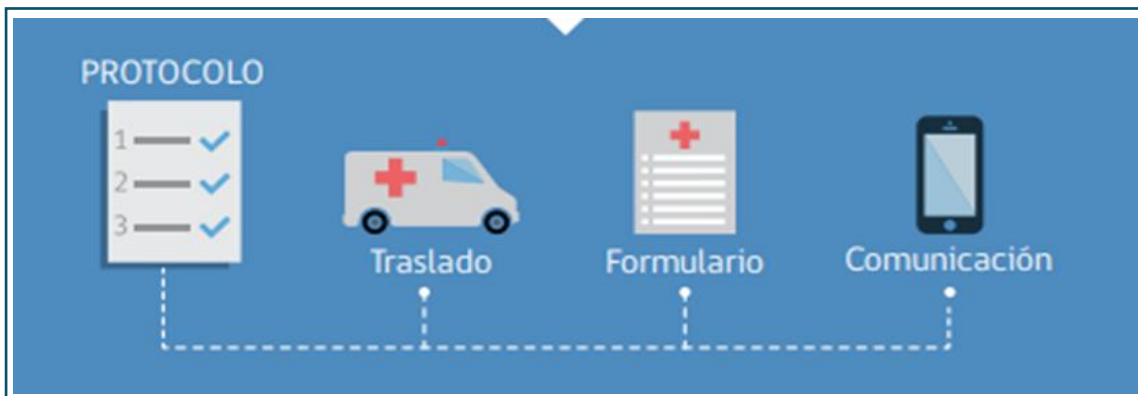 PROTOCOLO
1
2
3
Traslado
Formulario
Comunicación